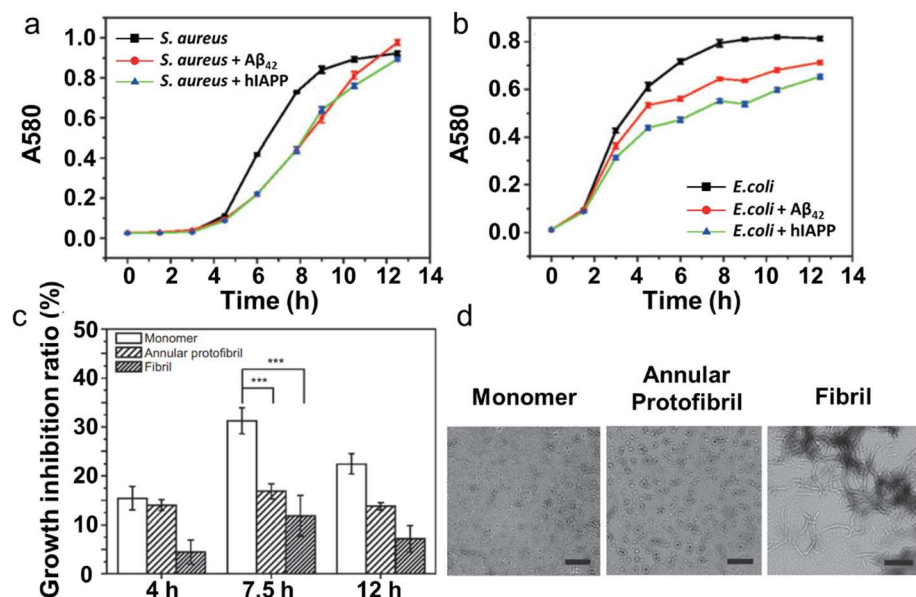 a
A580
1.0
0.8
0.6
0.4
0.2
0.0
S. aureus
S. aureus + Aβ42
S. aureus + hIAPP
0 2 4 6 8 10 12 14
Time (h)
b
A580
1.0
0.8
0.6
0.4
0.2
0.0
E.coli
E.coli + Aβ42
E.coli + hIAPP
0 2 4 6 8 10 12 14
Time (h)
c
Growth inhibition ratio (%)
50
40
30
20
10
0
Monomer
Annular protofibril
Fibril
***
***
4 h 7.5 h 12 h
d
Monomer
Annular
Protofibril
Fibril